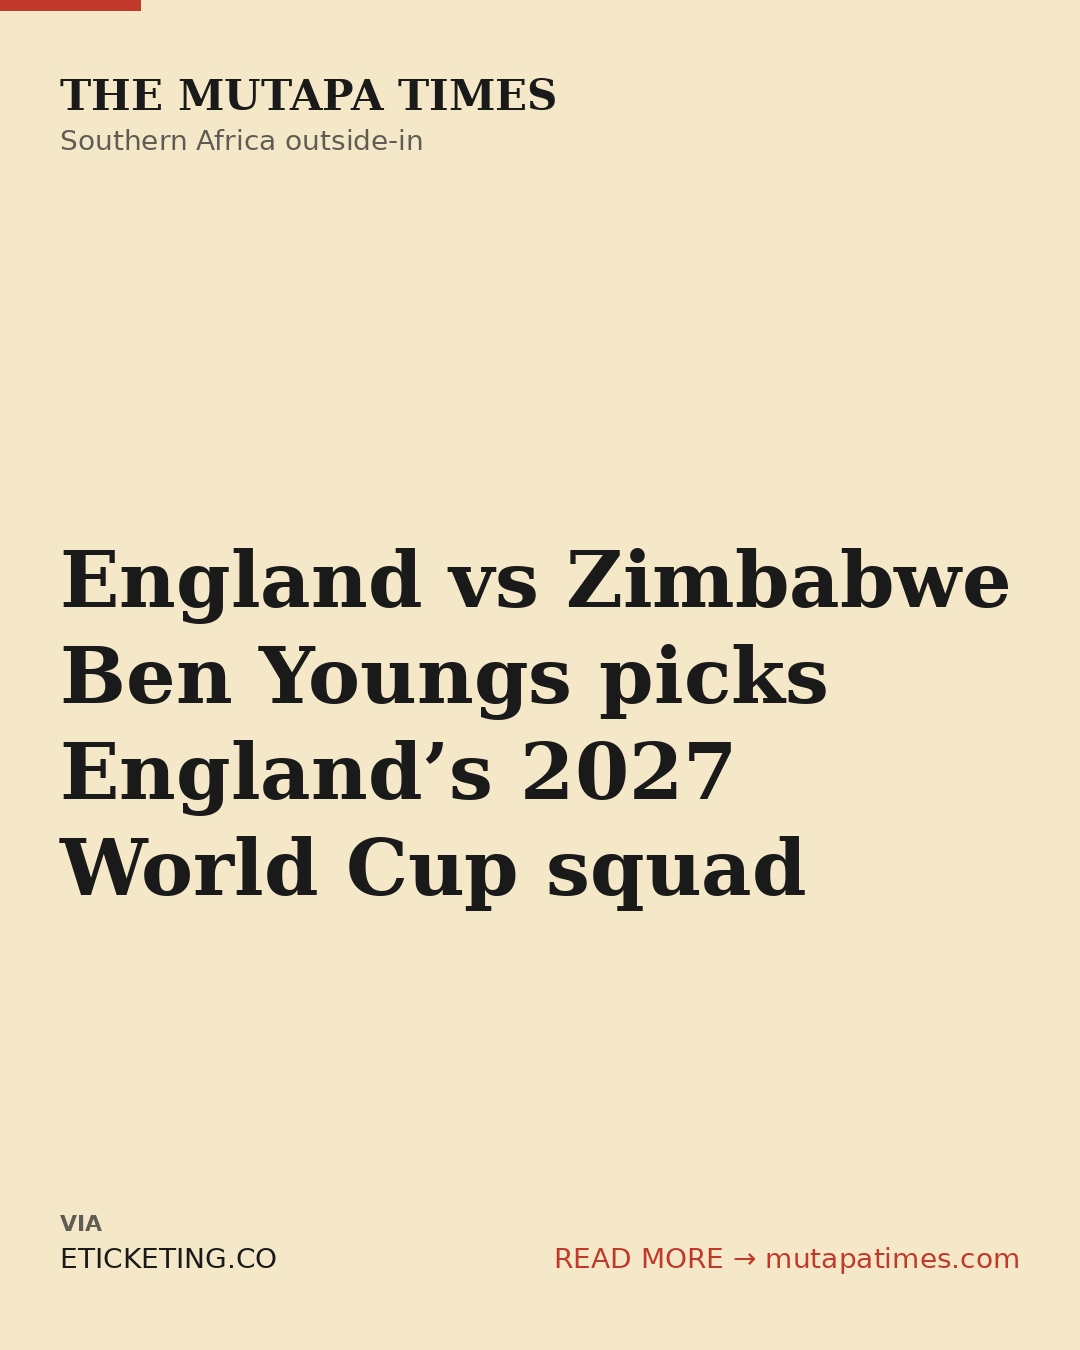 THE MUTAPA TIMES
Southern Africa outside-in
England vs Zimbabwe
Ben Youngs picks
England’s 2027
World Cup squad
VIA
ETICKETING.CO
READ MORE → mutapatimes.com